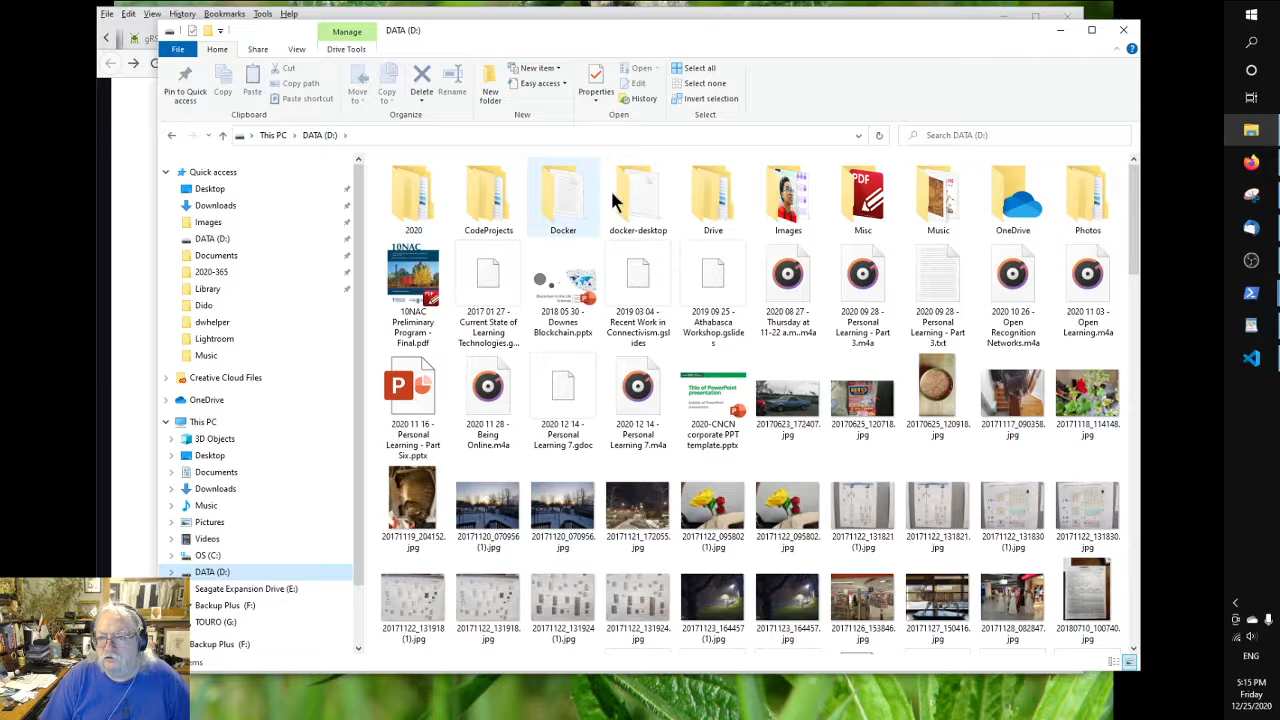 File Edit View History Bookmarks Tools Help
Manage DATA (D:)
File Home Share View Drive Tools
Pin to Quick access
Copy
Paste
Cut
Copy path
Paste shortcut
Clipboard
Move to
Copy to
Delete
Rename
Organize
New folder
New item
Easy access
New
Properties
Open
Edit
History
Open
Select all
Select none
Invert selection
Select
This PC > DATA (D:) >
Search DATA (D:)
Quick access
Desktop
Downloads
Images
DATA (D:)
Documents
2020-365
Library
Dido
dwhelper
Lightroom
Music
Creative Cloud Files
OneDrive
This PC
3D Objects
Desktop
Documents
Downloads
Music
Pictures
Videos
OS (C:)
DATA (D:)
Seagate Expansion Drive (E:)
Backup Plus (F:)
TOURO (G:)
Backup Plus (F:)
ems
2020 CodeProjects Docker docker-desktop Drive Images Misc Music OneDrive Photos
10NAC
PDF
10NAC
Preliminary
Program -
Final.pdf
2017 01 27 -
Current State of
Learning
Technologies.g...
2018 05 30 -
Downes
Blockchain.pptx
2019 03 04 -
Recent Work in
Connectivism.gsl
ides
2019 09 25 -
Athabasca
Workshop.gslide
s
2020 08 27 -
Thursday at
11-22 a.m..m4a
2020 09 28 -
Personal
Learning - Part
3.m4a
2020 09 28 -
Personal
Learning - Part
3.txt
2020 10 26 -
Open
Recognition
Networks.m4a
2020 11 03 -
Open
Learning.m4a
P
2020 11 16 -
Personal
Learning - Part
Six.pptx
2020 11 28 -
Being
Online.m4a
2020 12 14 -
Personal
Learning 7.gdoc
2020 12 14 -
Personal
Learning 7.m4a
Title of PowerPoint
presentation
2020-CNCN
corporate PPT
template.pptx
20170623_172407.
jpg
20170625_120718.
jpg
20170625_120918.
jpg
20171117_090358.
jpg
20171118_114148.
jpg
20171119_204152.
jpg
20171120_070956
(1).jpg
20171120_070956.
jpg
20171121_172055.
jpg
20171122_095802
(1).jpg
20171122_095802.
jpg
20171122_131821
(1).jpg
20171122_131821.
jpg
20171122_131830
(1).jpg
20171122_131830.
jpg
20171122_131918
(1).jpg
20171122_131918.
jpg
20171122_131924
(1).jpg
20171122_131924.
jpg
20171123_164457
(1).jpg
20171123_164457.
jpg
20171126_153846.
jpg
20171127_150416.
jpg
20171128_082847.
jpg
20180710_100740.
jpg
ENG
5:15 PM
Friday
12/25/2020